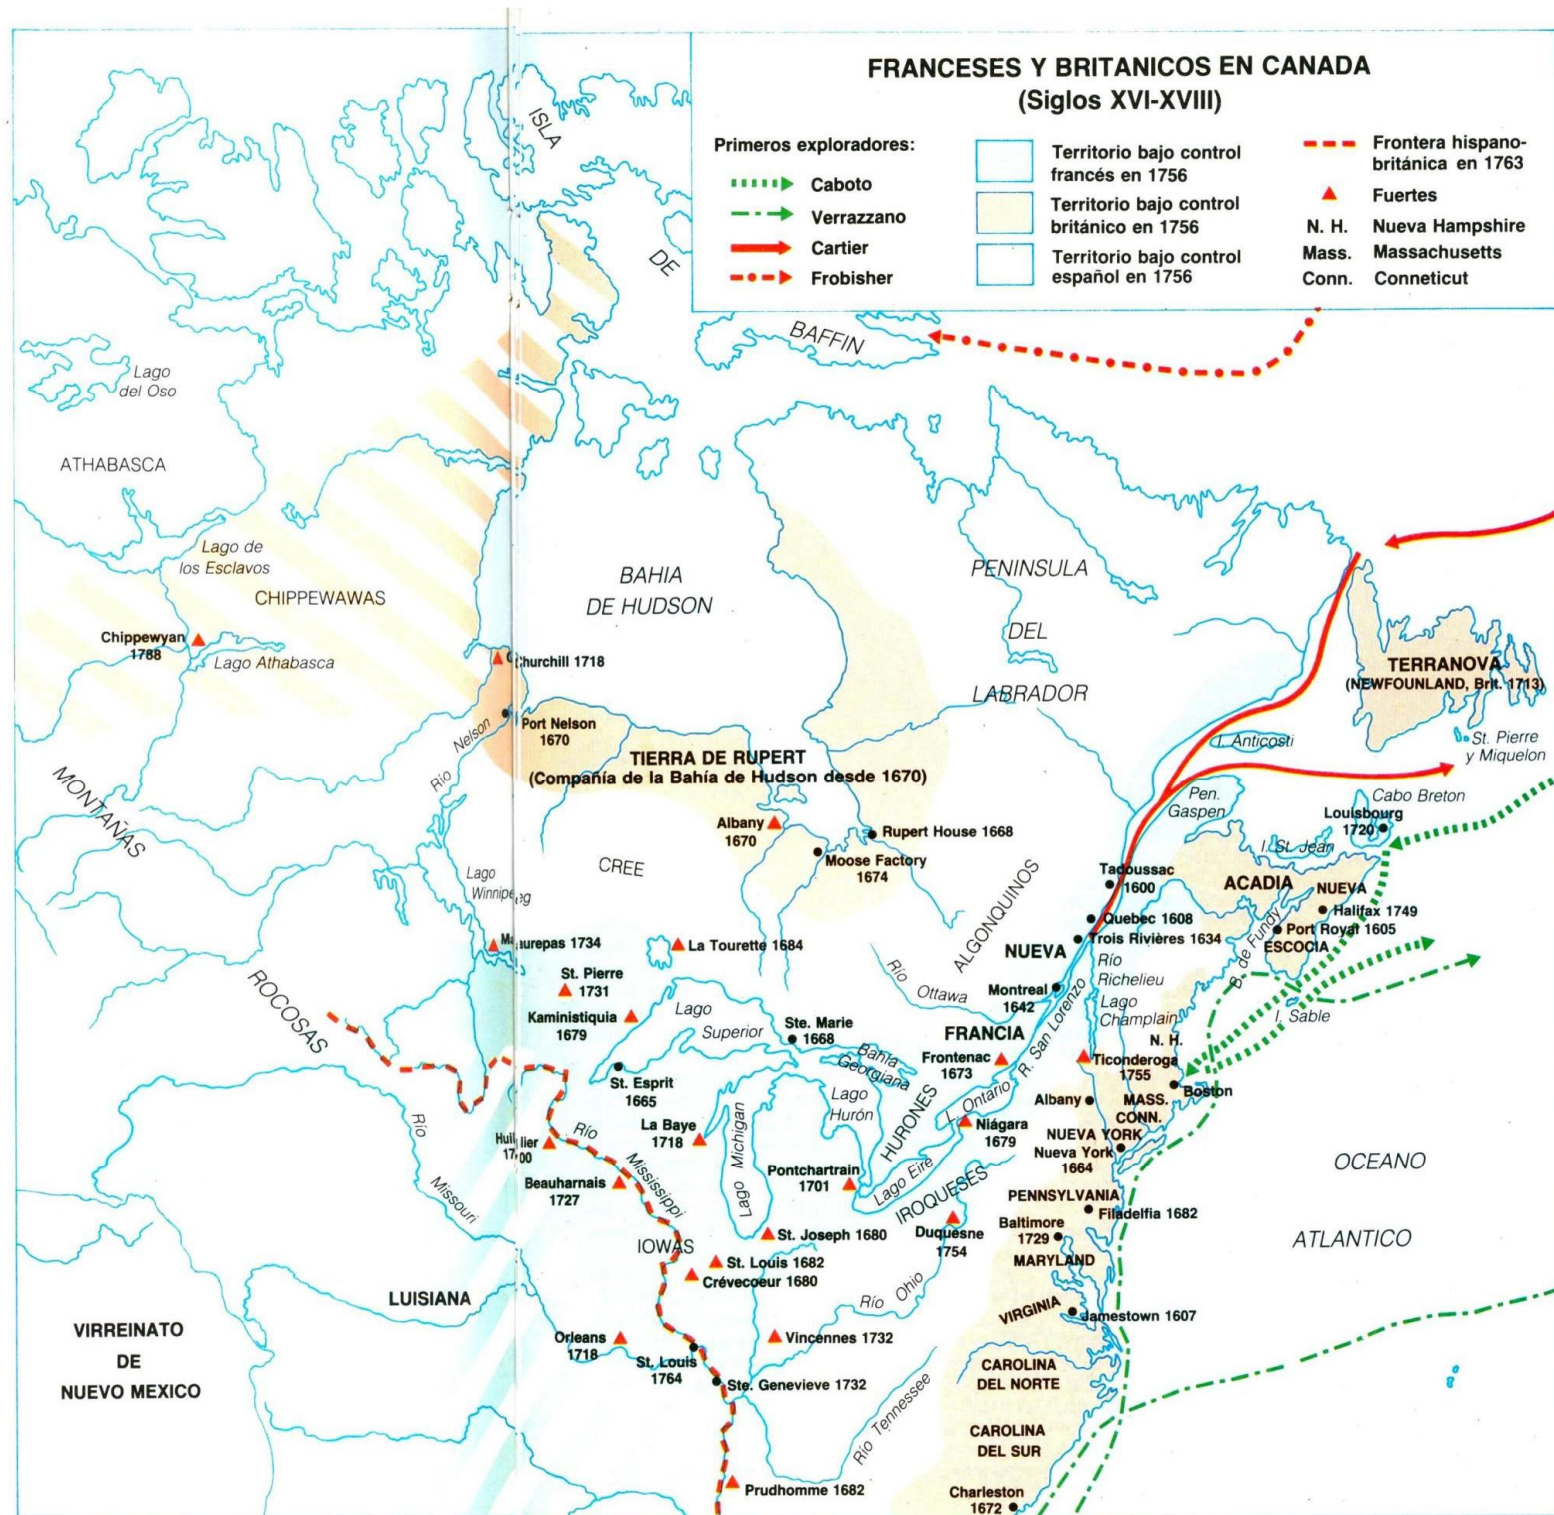 FRANCESES Y BRITANICOS EN CANADA
(Siglos XVI-XVIII)
Primeros exploradores:
Caboto
Verrazzano
Cartier
Frobisher
Territorio bajo control
francés en 1756
Territorio bajo control
británico en 1756
Territorio bajo control
español en 1756
Frontera hispano-
británica en 1763
Fuertes
N. H. Nueva Hampshire
Mass. Massachusetts
Conn. Conneticut
ISLA
DE
BAFFIN
Lago
del Oso
ATHABASCA
Lago de
los Esclavos
CHIPPEWAWAS
Chippewyan
1788
Lago Athabasca
BAHIA
DE HUDSON
PENINSULA
DEL
LABRADOR
Churchill 1718
Port Nelson
1670
Río Nelson
TIERRA DE RUPERT
(Compañía de la Bahía de Hudson desde 1670)
TERRANOVA
(NEWFOUNLAND, Brit. 1713)
I. Anticosti
St. Pierre
y Miquelon
MONTAÑAS
ROCOSAS
Albany
1670
Rupert House 1668
Moose Factory
1674
CREE
Lago
Winnipeg
Pen.
Gaspen
Cabo Breton
Louisbourg
1720
I. St. Jean
Tadoussac
1600
ACADIA
NUEVA
ESCOCIA
Halifax 1749
Port Royal 1605
B. de Fundy
I. Sable
ALGONQUINOS
Quebec 1608
Trois Rivières 1634
NUEVA
FRANCIA
Maurepas 1734
La Tourette 1684
St. Pierre
1731
Kaministiquia
1679
Lago
Superior
Ste. Marie
1668
Bahía
Georgiana
Río
Ottawa
Montreal
1642
Río
Richelieu
Lago
Champlain
R. San Lorenzo
Frontenac
1673
N. H.
Ticonderoga
1755
Boston
MASS.
CONN.
Albany
St. Esprit
1665
La Baye
1718
Lago
Hurón
HURONES
L. Ontario
Niágara
1679
NUEVA YORK
Nueva York
1664
Río
Missouri
Huillier
1700
Río
Mississippi
Beauharnais
1727
Lago Michigan
Pontchartrain
1701
Lago Eire
IROQUESES
PENNSYLVANIA
Filadelfia 1682
OCEANO
ATLANTICO
Baltimore
1729
MARYLAND
Duquesne
1754
IOWAS
St. Joseph 1680
St. Louis 1682
Crévecoeur 1680
LUISIANA
Río Ohio
VIRGINIA
Jamestown 1607
VIRREINATO
DE
NUEVO MEXICO
Orleans
1718
St. Louis
1764
Vincennes 1732
Ste. Genevieve 1732
Río Tennessee
CAROLINA
DEL NORTE
CAROLINA
DEL SUR
Prudhomme 1682
Charleston
1672